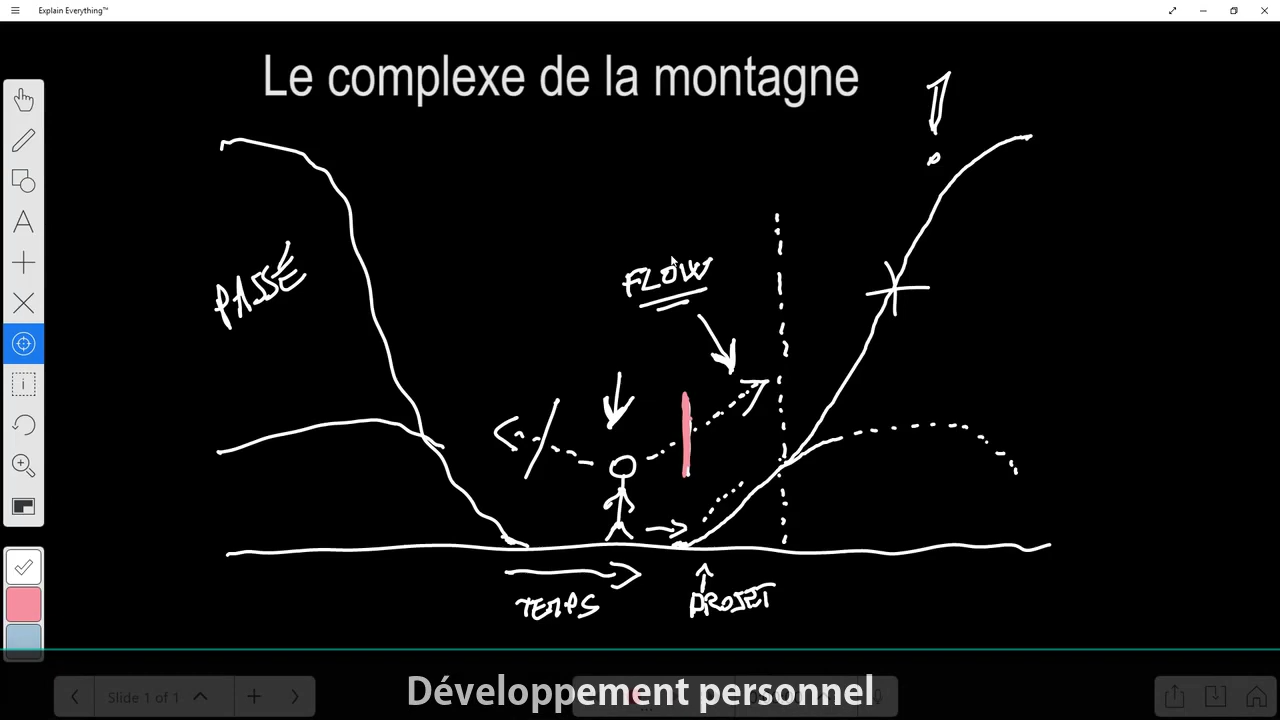 Explain Everything™
Le complexe de la montagne
PASSÉ
FLOW
TEMPS
PROJET
Slide 1 of 1
Développement personnel